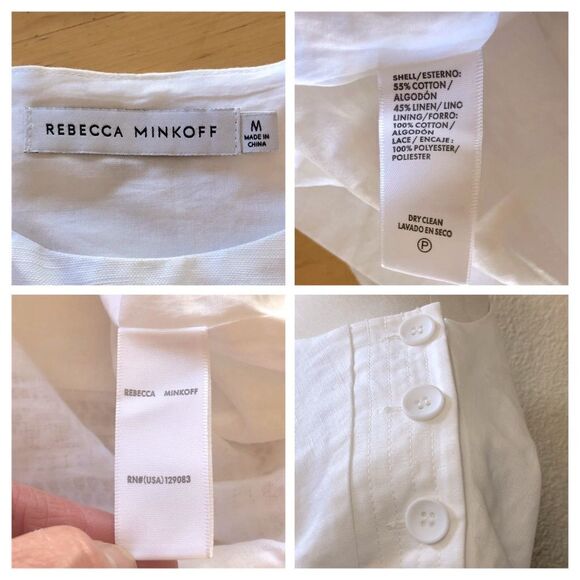 REBECCA MINKOFF
M
MADE IN
CHINA
SHELL/ESTERNO:
55% COTTON/
ALGODÓN
45% LINEN/ LINO
LINING/FORRO:
100% COTTON/
ALGODÓN
LACE / ENCAJE :
100% POLYESTER/
POLIESTER
DRY CLEAN
LAVADO EN SECO
P
REBECCA MINKOFF
RN#(USA)129083